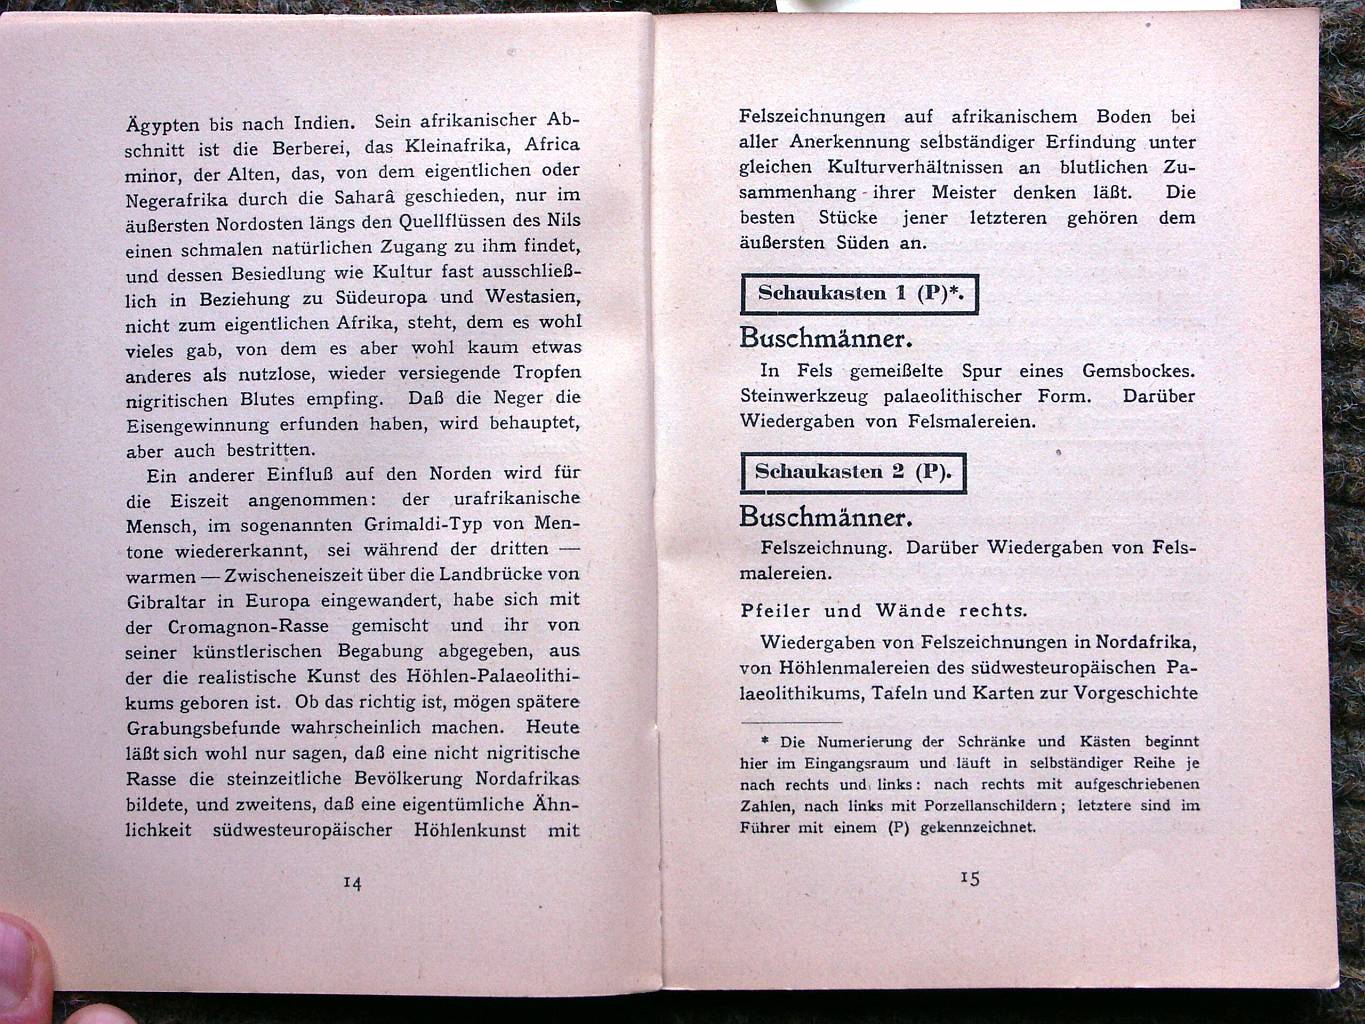 Ägypten bis nach Indien. Sein afrikanischer Ab-
schnitt ist die Berberei, das Kleinafrika, Africa
minor, der Alten, das, von dem eigentlichen oder
Negerafrika durch die Saharâ geschieden, nur im
äußersten Nordosten längs den Quellflüssen des Nils
einen schmalen natürlichen Zugang zu ihm findet,
und dessen Besiedlung wie Kultur fast ausschließ-
lich in Beziehung zu Südeuropa und Westasien,
nicht zum eigentlichen Afrika, steht, dem es wohl
vieles gab, von dem es aber wohl kaum etwas
anderes als nutzlose, wieder versiegende Tropfen
nigritischen Blutes empfing. Daß die Neger die
Eisengewinnung erfunden haben, wird behauptet,
aber auch bestritten.
Ein anderer Einfluß auf den Norden wird für
die Eiszeit angenommen: der urafrikanische
Mensch, im sogenannten Grimaldi-Typ von Men-
tone wiedererkannt, sei während der dritten —
warmen — Zwischeneiszeit über die Landbrücke von
Gibraltar in Europa eingewandert, habe sich mit
der Cromagnon-Rasse gemischt und ihr von
seiner künstlerischen Begabung abgegeben, aus
der die realistische Kunst des Höhlen-Palaeolithi-
kums geboren ist. Ob das richtig ist, mögen spätere
Grabungsbefunde wahrscheinlich machen. Heute
läßt sich wohl nur sagen, daß eine nicht nigritische
Rasse die steinzeitliche Bevölkerung Nordafrikas
bildete, und zweitens, daß eine eigentümliche Ähn-
lichkeit südwesteuropäischer Höhlenkunst mit
14
Felszeichnungen auf afrikanischem Boden bei
aller Anerkennung selbständiger Erfindung unter
gleichen Kulturverhältnissen an blutlichen Zu-
sammenhang ihrer Meister denken läßt. Die
besten Stücke jener letzteren gehören dem
äußersten Süden an.
Schaukasten 1 (P)*.
Buschmänner.
In Fels gemeißelte Spur eines Gemsbockes.
Steinwerkzeug palaeolithischer Form. Darüber
Wiedergaben von Felsmalereien.
Schaukasten 2 (P).
Buschmänner.
Felszeichnung. Darüber Wiedergaben von Fels-
malereien.
Pfeiler und Wände rechts.
Wiedergaben von Felszeichnungen in Nordafrika,
von Höhlenmalereien des südwesteuropäischen Pa-
laeolithikums, Tafeln und Karten zur Vorgeschichte
* Die Numerierung der Schränke und Kästen beginnt
hier im Eingangsraum und läuft in selbständiger Reihe je
nach rechts und links: nach rechts mit aufgeschriebenen
Zahlen, nach links mit Porzellanschildern; letztere sind im
Führer mit einem (P) gekennzeichnet.
15